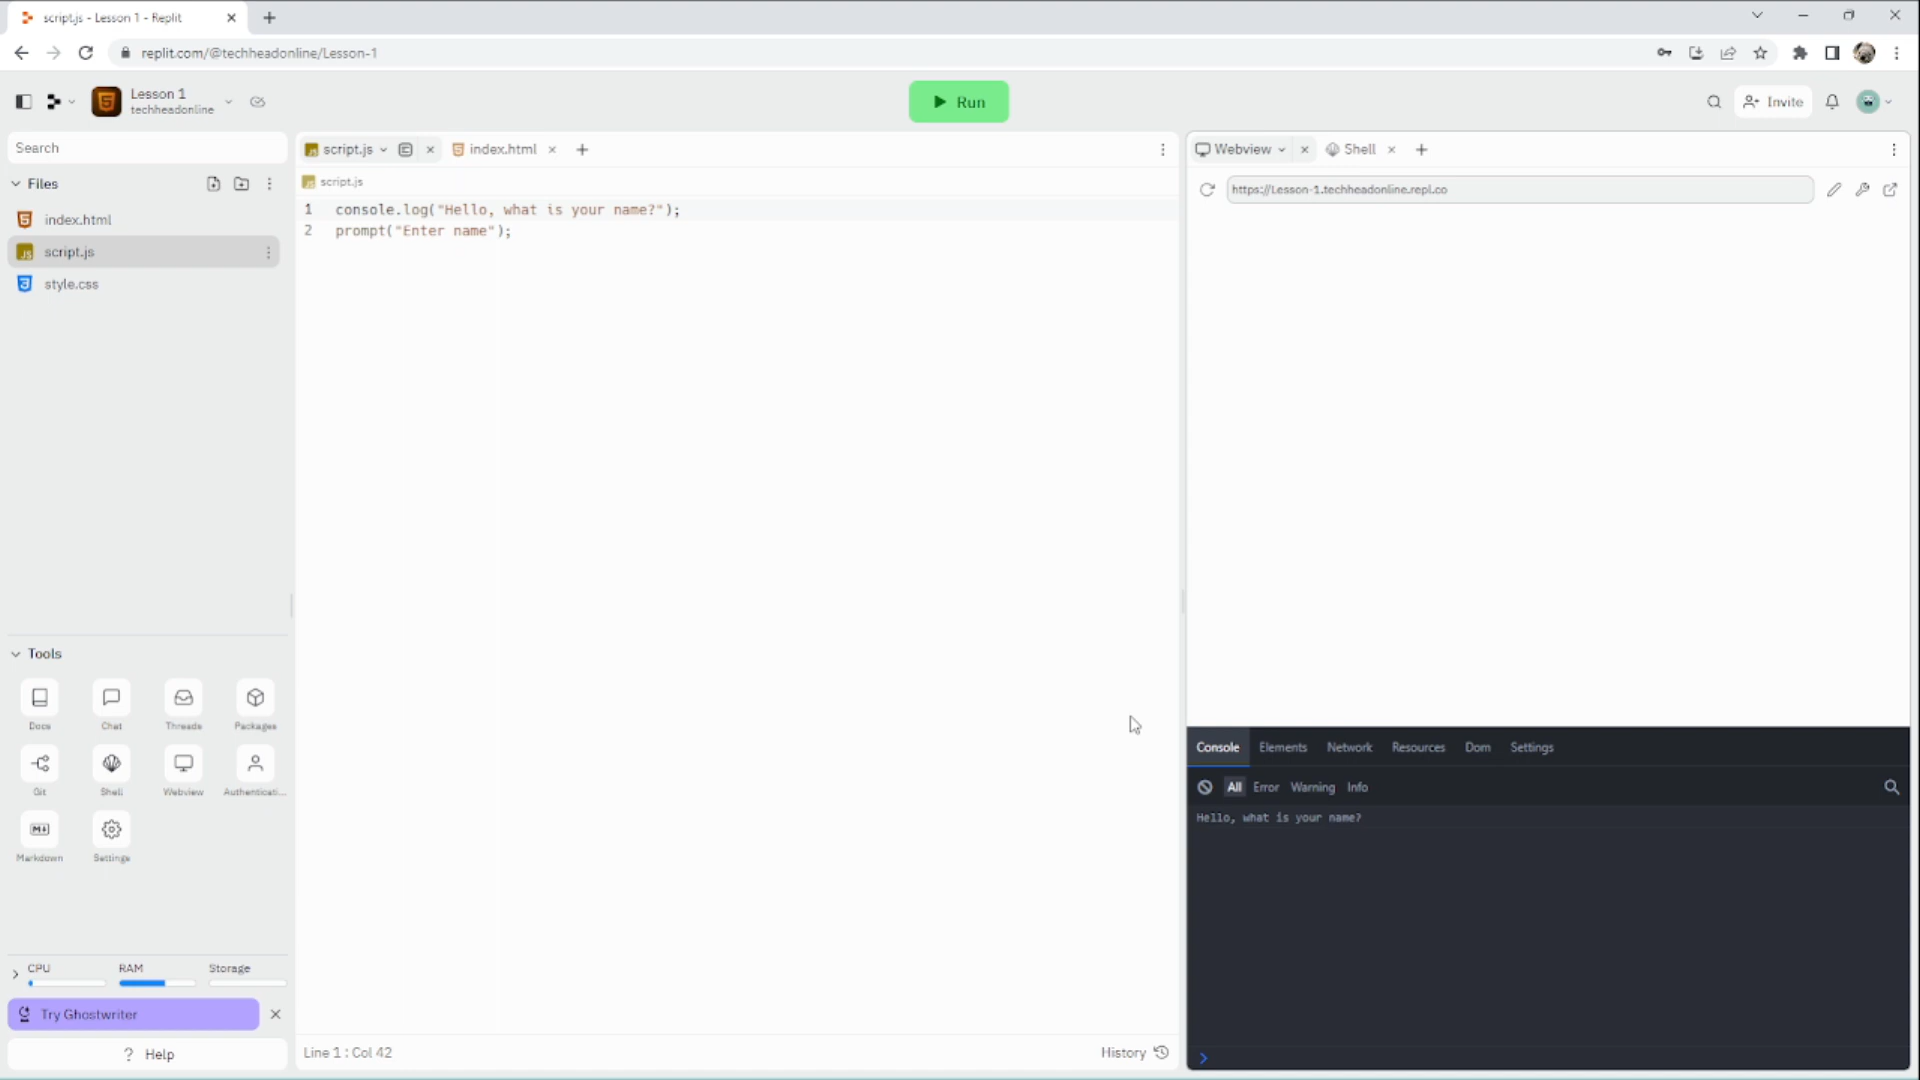 script.js - Lesson 1 - Replit
replit.com/@techheadonline/Lesson-1
Lesson 1
techheadonline
Run
Invite
Search
Files
index.html
script.js
style.css
script.js
index.html
script.js
1 console.log("Hello, what is your name?");
2 prompt("Enter name");
Line 1 : Col 42
History
Webview
Shell
https://Lesson-1.techheadonline.repl.co
Console Elements Network Resources Dom Settings
All Error Warning Info
Hello, what is your name?
Tools
Docs Chat Threads Packages
Git Shell Webview Authenticati...
Markdown Settings
CPU RAM Storage
Try Ghostwriter
? Help